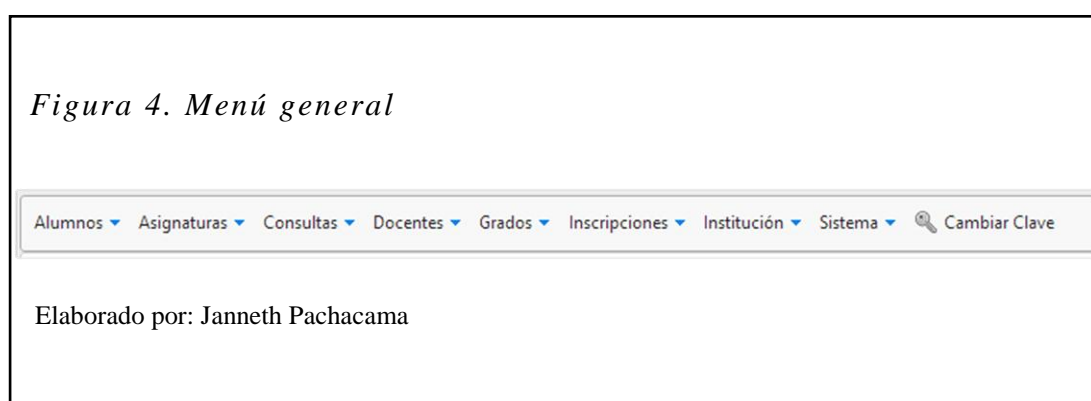 Figura 4. Menú general
Alumnos Asignaturas Consultas Docentes Grados Inscripciones Institución Sistema Cambiar Clave
Elaborado por: Janneth Pachacama